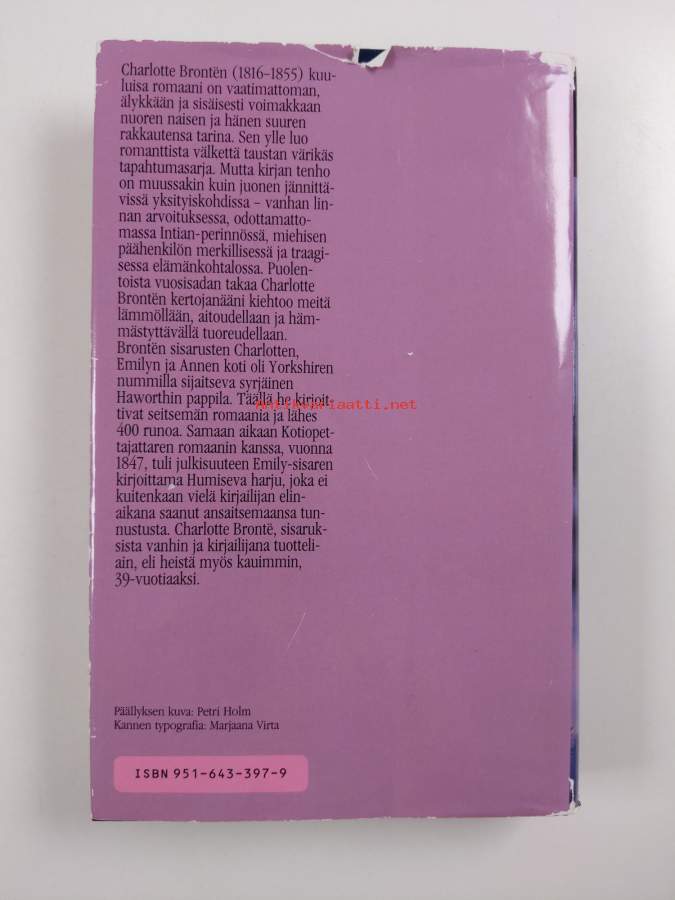 Charlotte Brontën (1816–1855) kuu-
luisa romaani on vaatimattoman,
älykkään ja sisäisesti voimakkaan
nuoren naisen ja hänen suuren
rakkautensa tarina. Sen ylle luo
romanttista välkettä taustan värikäs
tapahtumasarja. Mutta kirjan tenho
on muussakin kuin juonen jännittä-
vissä yksityiskohdissa – vanhan lin-
nan arvoituksessa, odottamatto-
massa Intian-perinnössä, miehisen
päähenkilön merkillisessä ja traagi-
sessa elämänkohtalossa. Puolen-
toista vuosisadan takaa Charlotte
Brontën kertojanääni kiehtoo meitä
lämmöllään, aitoudellaan ja häm-
mästyttävällä tuoreudellaan.
Brontën sisarusten Charlotten,
Emilyn ja Annen koti oli Yorkshiren
nummilla sijaitseva syrjäinen
Haworthin pappila. Täällä he kirjoit-
tivat seitsemän romaania ja lähes
400 runoa. Samaan aikaan Kotiopet-
tajattaren romaanin kanssa, vuonna
1847, tuli julkisuuteen Emily-sisaren
kirjoittama Humiseva harju, joka ei
kuitenkaan vielä kirjailijan elin-
aikana saanut ansaitsemaansa tun-
nustusta. Charlotte Brontë, sisaruk-
sista vanhin ja kirjailijana tuotteli-
ain, eli heistä myös kauimmin,
39-vuotiaaksi.
Antikvariaatti.net
Päällyksen kuva: Petri Holm
Kannen typografia: Marjaana Virta
ISBN 951-643-397-9